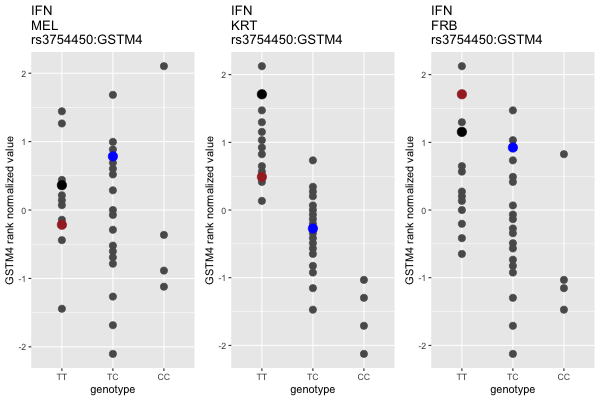 IFN
MEL
rs3754450:GSTM4
GSTM4 rank normalized value
2
1
0
-1
-2
TT
TC
CC
genotype
IFN
KRT
rs3754450:GSTM4
GSTM4 rank normalized value
2
1
0
-1
-2
TT
TC
CC
genotype
IFN
FRB
rs3754450:GSTM4
GSTM4 rank normalized value
2
1
0
-1
-2
TT
TC
CC
genotype